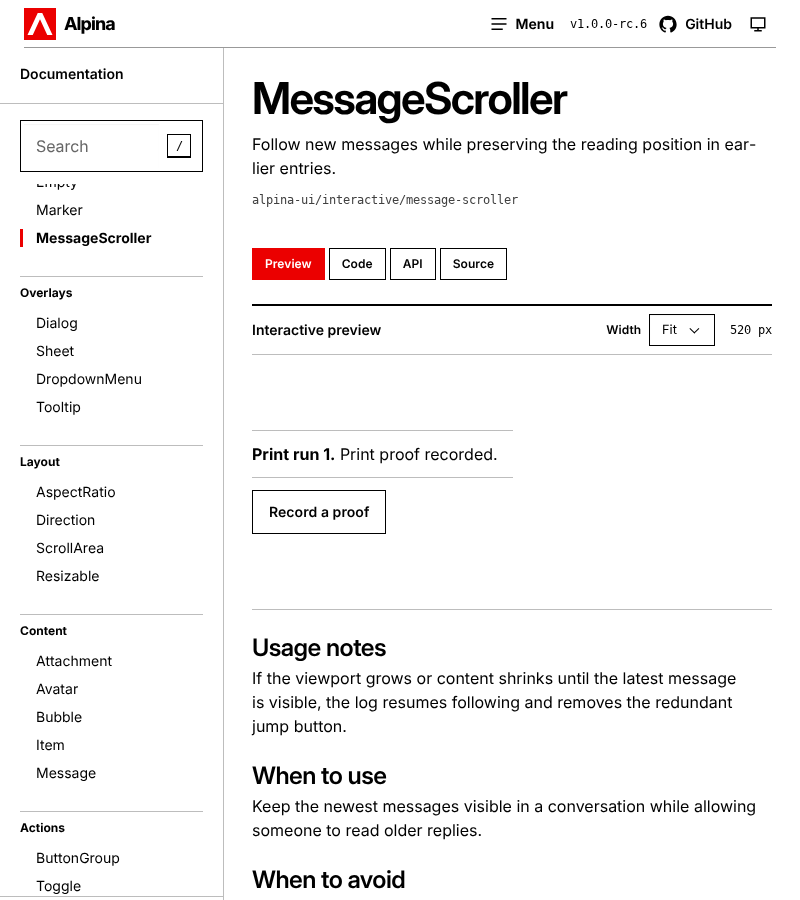 Alpina
Menu
v1.0.0-rc.6
GitHub
Documentation
Search
/
Empty
Marker
MessageScroller
Overlays
Dialog
Sheet
DropdownMenu
Tooltip
Layout
AspectRatio
Direction
ScrollArea
Resizable
Content
Attachment
Avatar
Bubble
Item
Message
Actions
ButtonGroup
Toggle
MessageScroller
Follow new messages while preserving the reading position in ear-
lier entries.
alpina-ui/interactive/message-scroller
Preview
Code
API
Source
Interactive preview
Width
Fit
520 px
Print run 1. Print proof recorded.
Record a proof
Usage notes
If the viewport grows or content shrinks until the latest message
is visible, the log resumes following and removes the redundant
jump button.
When to use
Keep the newest messages visible in a conversation while allowing
someone to read older replies.
When to avoid